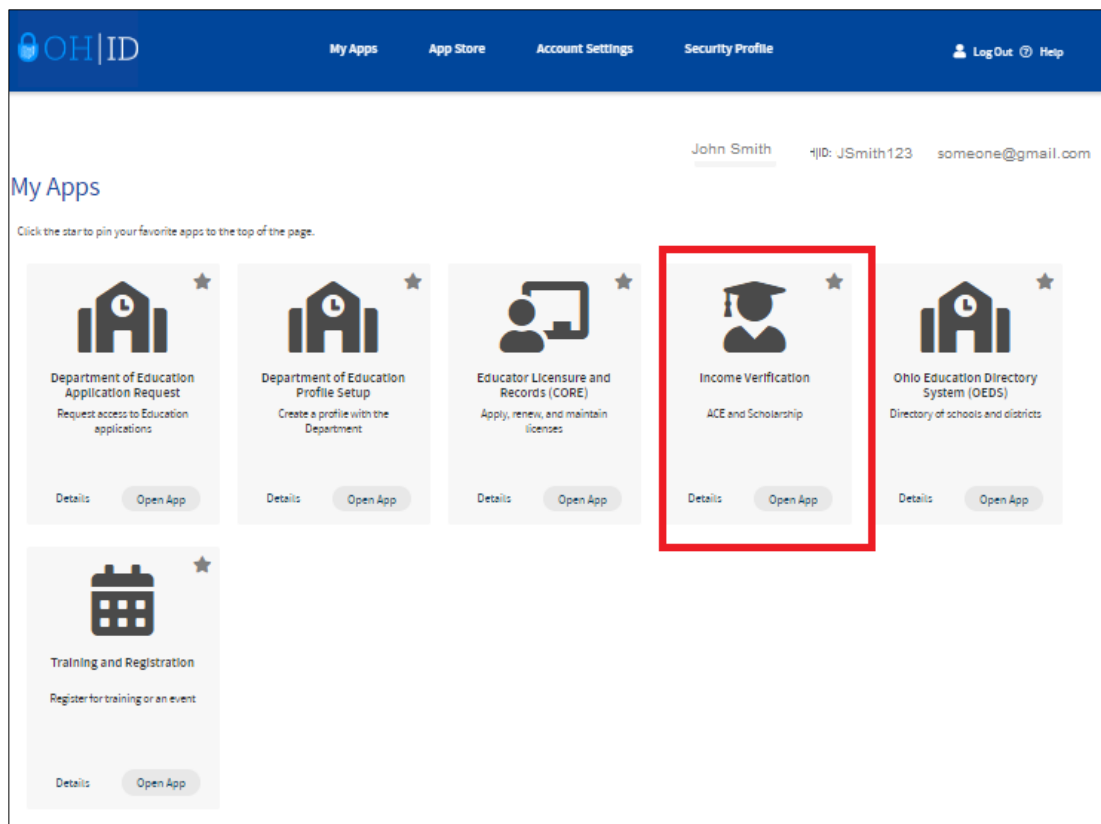 OH|ID
My Apps App Store Account Settings Security Profile Log Out Help
John Smith ID: JSmith123 someone@gmail.com
My Apps
Click the star to pin your favorite apps to the top of the page.
Department of Education
Application Request
Request access to Education
applications
Details Open App
Department of Education
Profile Setup
Create a profile with the
Department
Details Open App
Educator Licensure and
Records (CORE)
Apply, renew, and maintain
licenses
Details Open App
Income Verification
ACE and Scholarship
Details Open App
Ohio Education Directory
System (OEDS)
Directory of schools and districts
Details Open App
Training and Registration
Register for training or an event
Details Open App